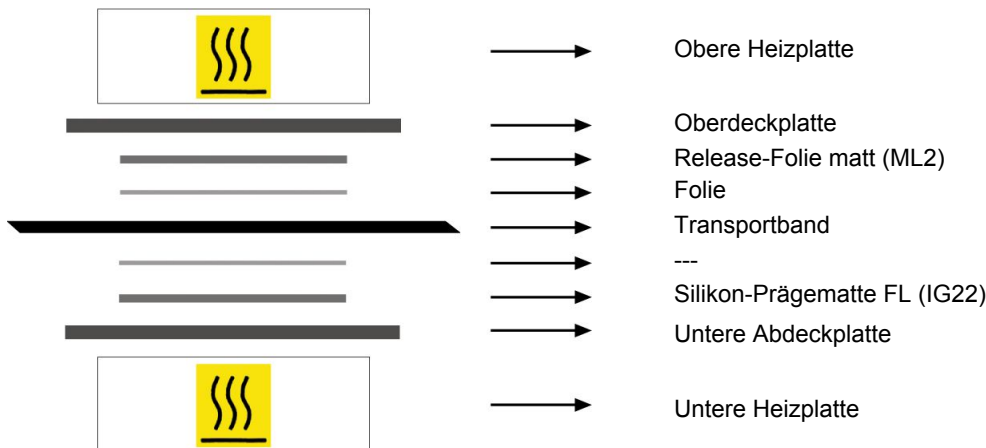 Obere Heizplatte
Oberdeckplatte
Release-Folie matt (ML2)
Folie
Transportband
---
Silikon-Prägematte FL (IG22)
Untere Abdeckplatte
Untere Heizplatte